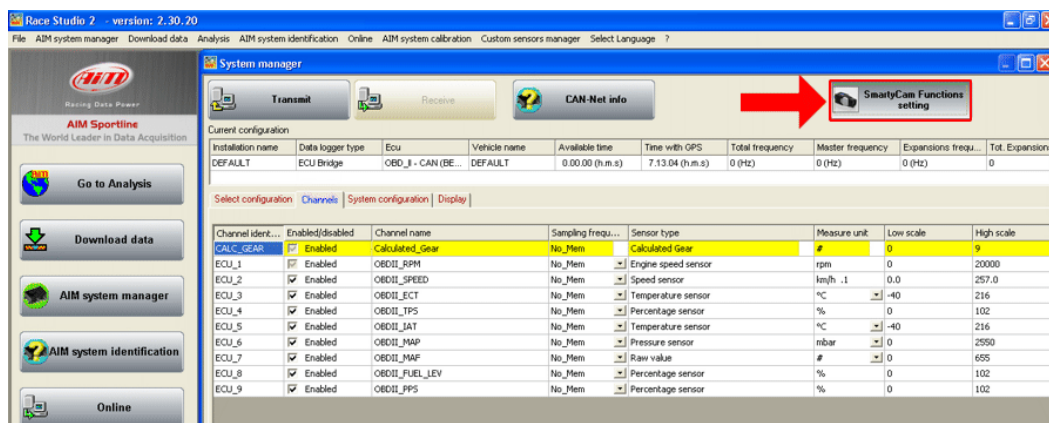 Race Studio 2 - version: 2.30.20
File AIM system manager Download data Analysis AIM system identification Online AIM system calibration Custom sensors manager Select Language ?
AiM
Racing Data Power
AIM Sportline
The World Leader in Data Acquisition
Go to Analysis
Download data
AIM system manager
AIM system identification
Online
System manager
Transmit
Receive
CAN-Net info
SmartyCam Functions
setting
Current configuration
Installation name Data logger type Ecu Vehicle name Available time Time with GPS Total frequency Master frequency Expansions frequ... Tot. Expansion
DEFAULT ECU Bridge OBD_II - CAN (BE... DEFAULT 0.00.00 (h.m.s) 7.13.04 (h.m.s) 0 (Hz) 0 (Hz) 0 (Hz) 0
Select configuration Channels System configuration Display
Channel ident... Enabled/disabled Channel name Sampling frequ... Sensor type Measure unit Low scale High scale
CALC_GEAR Enabled Calculated_Gear No_Mem Calculated Gear # 0 9
ECU_1 Enabled OBDII_RPM No_Mem Engine speed sensor rpm 0 20000
ECU_2 Enabled OBDII_SPEED No_Mem Speed sensor km/h .1 0.0 257.0
ECU_3 Enabled OBDII_ECT No_Mem Temperature sensor °C -40 216
ECU_4 Enabled OBDII_TPS No_Mem Percentage sensor % 0 102
ECU_5 Enabled OBDII_IAT No_Mem Temperature sensor °C -40 216
ECU_6 Enabled OBDII_MAP No_Mem Pressure sensor mbar 0 2550
ECU_7 Enabled OBDII_MAF No_Mem Raw value # 0 655
ECU_8 Enabled OBDII_FUEL_LEV No_Mem Percentage sensor % 0 102
ECU_9 Enabled OBDII_PPS No_Mem Percentage sensor % 0 102